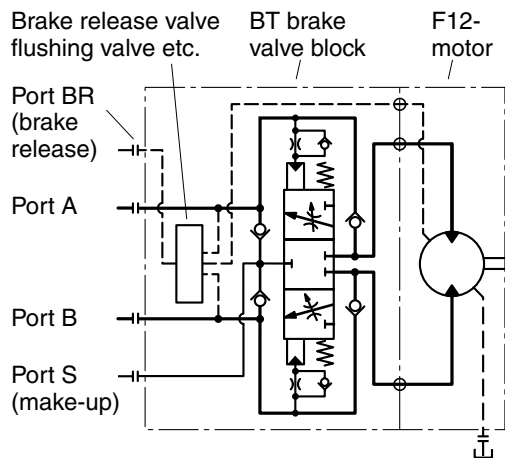 Brake release valve
flushing valve etc.
BT brake
valve block
F12-
motor
Port BR
(brake
release)
Port A
Port B
Port S
(make-up)